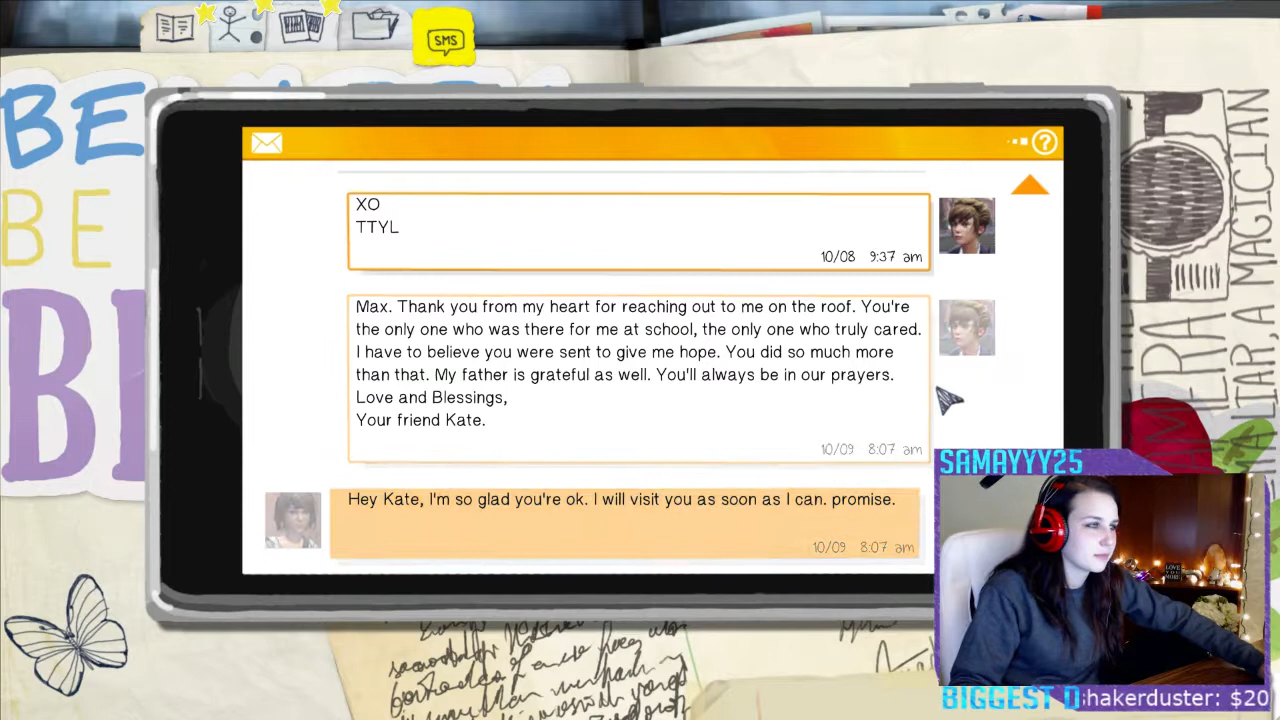 SMS
BE
BE
XO
TTYL
10/08 9:37 am
Max. Thank you from my heart for reaching out to me on the roof. You're
the only one who was there for me at school, the only one who truly cared.
I have to believe you were sent to give me hope. You did so much more
than that. My father is grateful as well. You'll always be in our prayers.
Love and Blessings,
Your friend Kate.
10/09 8:07 am
Hey Kate, I'm so glad you're ok. I will visit you as soon as I can. promise.
10/09 8:07 am
A MAGICIAN
SAMAYYY25
LOVE
YOU
MORE
BIGGEST D
hakerduster: $20